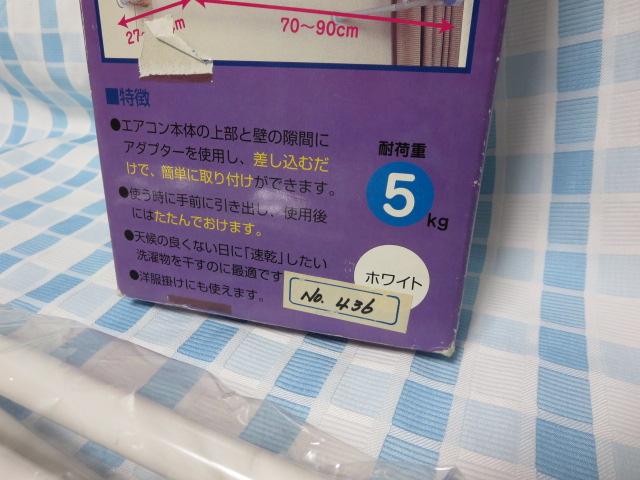 27～
70～90cm
■特徴
●エアコン本体の上部と壁の隙間に
アダプターを使用し、差し込むだ
けで、簡単に取り付けができます。
●使う時に手前に引き出し、使用後
にはたたんでおけます。
●天候の良くない日に「速乾」したい
洗濯物を干すのに最適です
●洋服掛けにも使えます。
耐荷重
5kg
ホワイト
No. 436